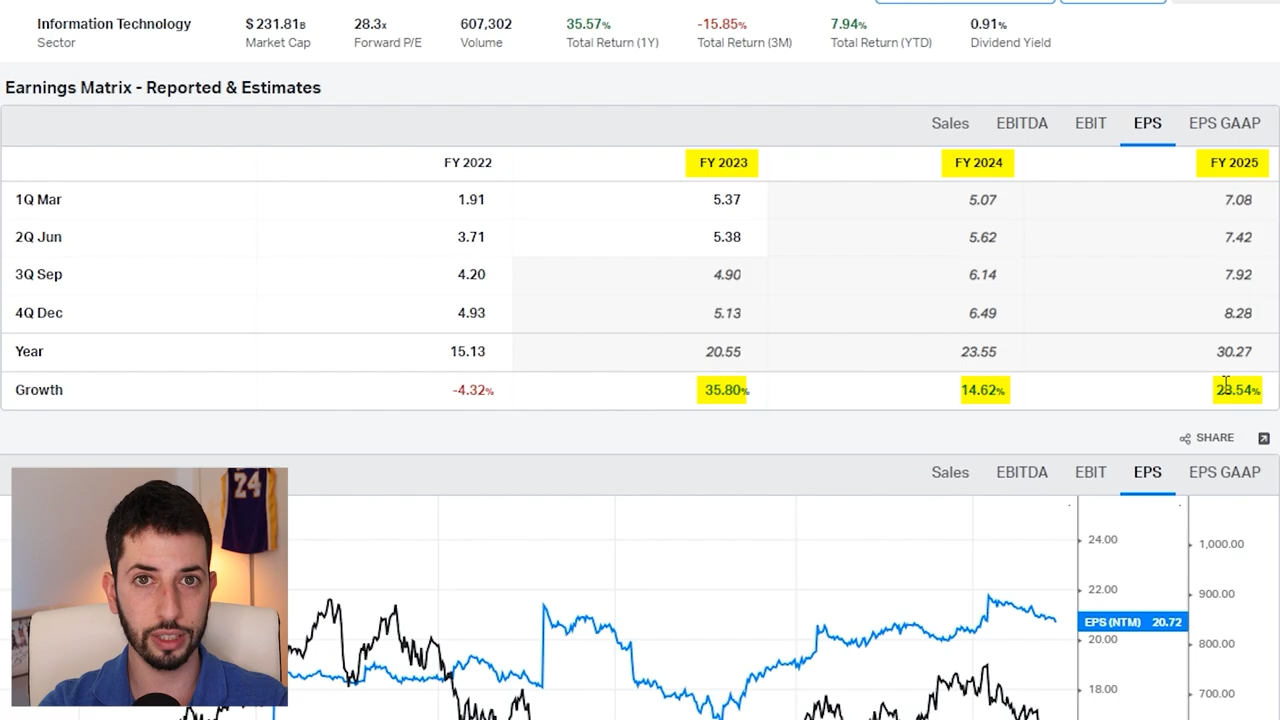 Information Technology $ 231.81B 28.3x 607,302 35.57% -15.85% 7.94% 0.91%
Sector Market Cap Forward P/E Volume Total Return (1Y) Total Return (3M) Total Return (YTD) Dividend Yield
Earnings Matrix - Reported & Estimates
Sales EBITDA EBIT EPS EPS GAAP
FY 2022 FY 2023 FY 2024 FY 2025
1Q Mar 1.91 5.37 5.07 7.08
2Q Jun 3.71 5.38 5.62 7.42
3Q Sep 4.20 4.90 6.14 7.92
4Q Dec 4.93 5.13 6.49 8.28
Year 15.13 20.55 23.55 30.27
Growth -4.32% 35.80% 14.62% 28.54%
SHARE
Sales EBITDA EBIT EPS EPS GAAP
24
24.00 1,000.00
22.00 900.00
EPS (NTM) 20.72
20.00 800.00
18.00 700.00